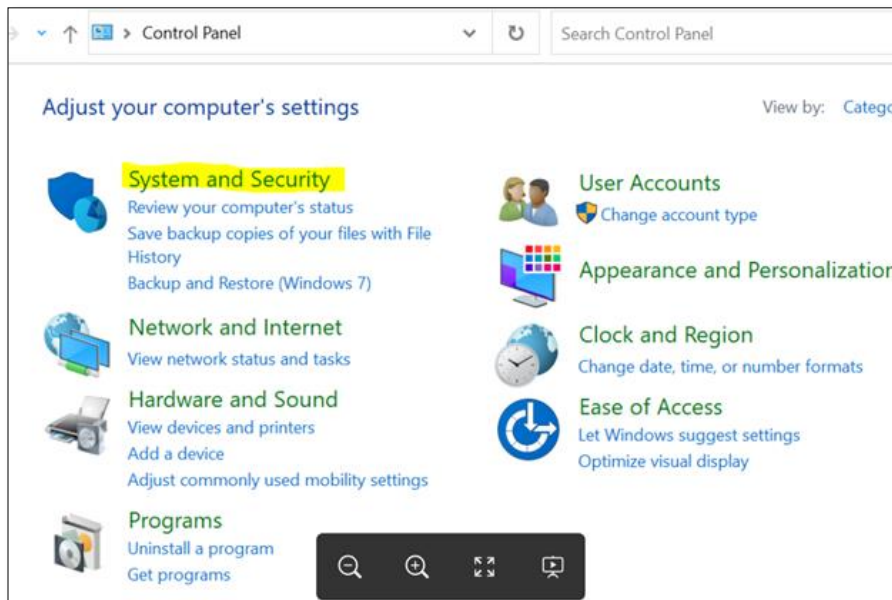 Control Panel
Search Control Panel
Adjust your computer's settings
View by:
Catego
System and Security
Review your computer's status
Save backup copies of your files with File
History
Backup and Restore (Windows 7)
Network and Internet
View network status and tasks
Hardware and Sound
View devices and printers
Add a device
Adjust commonly used mobility settings
Programs
Uninstall a program
Get programs
User Accounts
Change account type
Appearance and Personalization
Clock and Region
Change date, time, or number formats
Ease of Access
Let Windows suggest settings
Optimize visual display